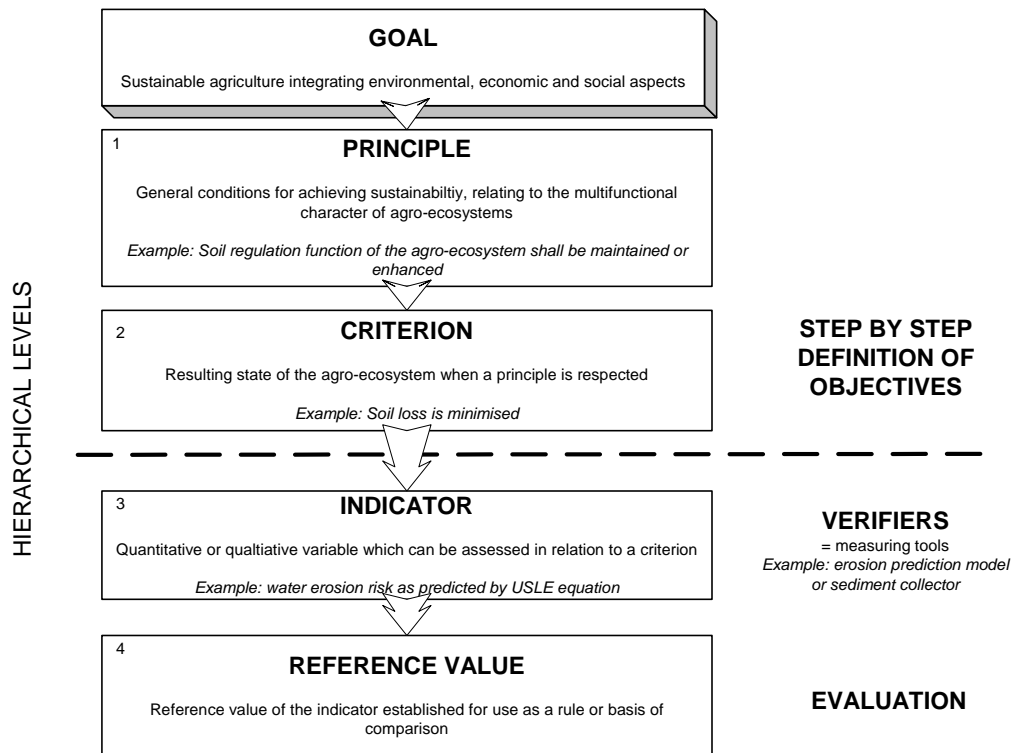 GOAL
Sustainable agriculture integrating environmental, economic and social aspects
1
PRINCIPLE
General conditions for achieving sustainabiltiy, relating to the multifunctional
character of agro-ecosystems
Example: Soil regulation function of the agro-ecosystem shall be maintained or
enhanced
HIERARCHICAL LEVELS
2
CRITERION
Resulting state of the agro-ecosystem when a principle is respected
Example: Soil loss is minimised
STEP BY STEP
DEFINITION OF
OBJECTIVES
3
INDICATOR
Quantitative or qualtiative variable which can be assessed in relation to a criterion
Example: water erosion risk as predicted by USLE equation
VERIFIERS
= measuring tools
Example: erosion prediction model
or sediment collector
4
REFERENCE VALUE
Reference value of the indicator established for use as a rule or basis of
comparison
EVALUATION